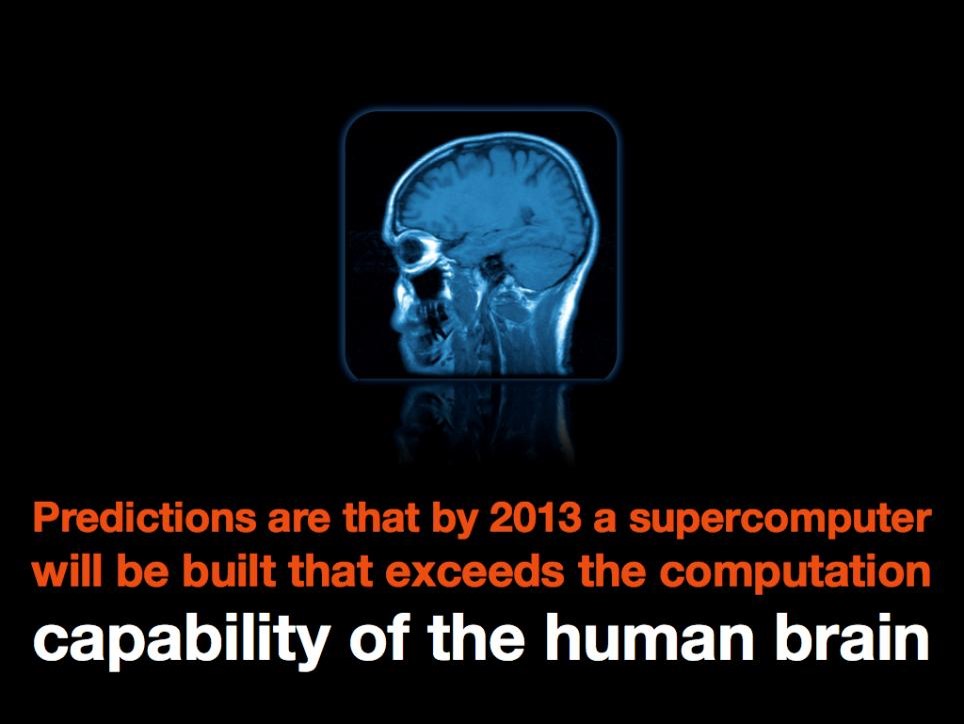 Predictions are that by 2013 a supercomputer
will be built that exceeds the computation
capability of the human brain